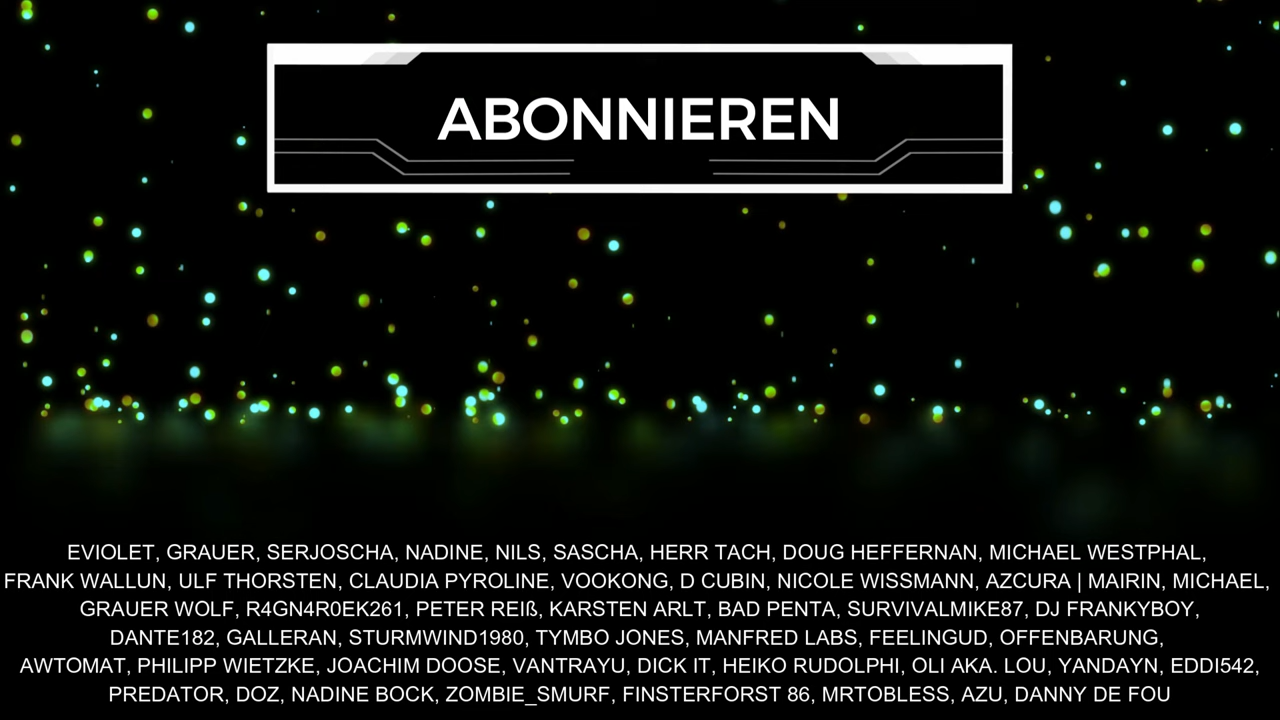 ABONNIEREN
EVIOLET, GRAUER, SERJOSCHA, NADINE, NILS, SASCHA, HERR TACH, DOUG HEFFERNAN, MICHAEL WESTPHAL,
FRANK WALLUN, ULF THORSTEN, CLAUDIA PYROLINE, VOOKONG, D CUBIN, NICOLE WISSMANN, AZCURA | MAIRIN, MICHAEL,
GRAUER WOLF, R4GN4R0EK261, PETER REIß, KARSTEN ARLT, BAD PENTA, SURVIVALMIKE87, DJ FRANKYBOY,
DANTE182, GALLERAN, STURMWIND1980, TYMBO JONES, MANFRED LABS, FEELINGUD, OFFENBARUNG,
AWTOMAT, PHILIPP WIETZKE, JOACHIM DOOSE, VANTRAYU, DICK IT, HEIKO RUDOLPHI, OLI AKA. LOU, YANDAYN, EDDI542,
PREDATOR, DOZ, NADINE BOCK, ZOMBIE_SMURF, FINSTERFORST 86, MRTOBLESS, AZU, DANNY DE FOU